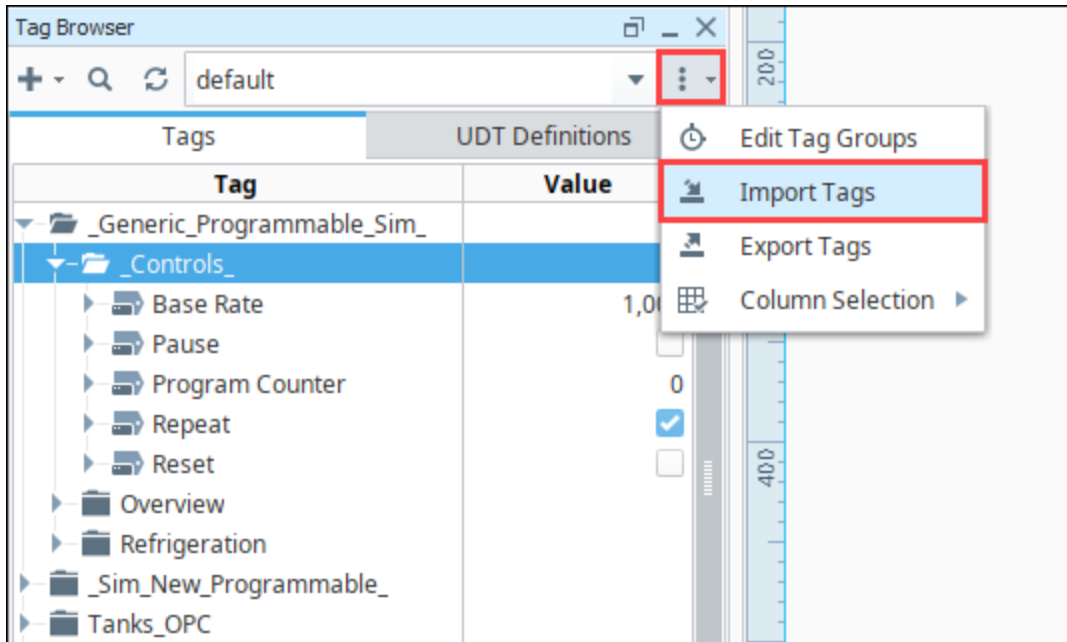 Tag Browser
default
200
Tags UDT Definitions
Edit Tag Groups
Tag Value
Import Tags
_Generic_Programmable_Sim_
Export Tags
_Controls_
Column Selection
Base Rate
Pause
Program Counter 0
Repeat
Reset
400
Overview
Refrigeration
_Sim_New_Programmable_
Tanks_OPC